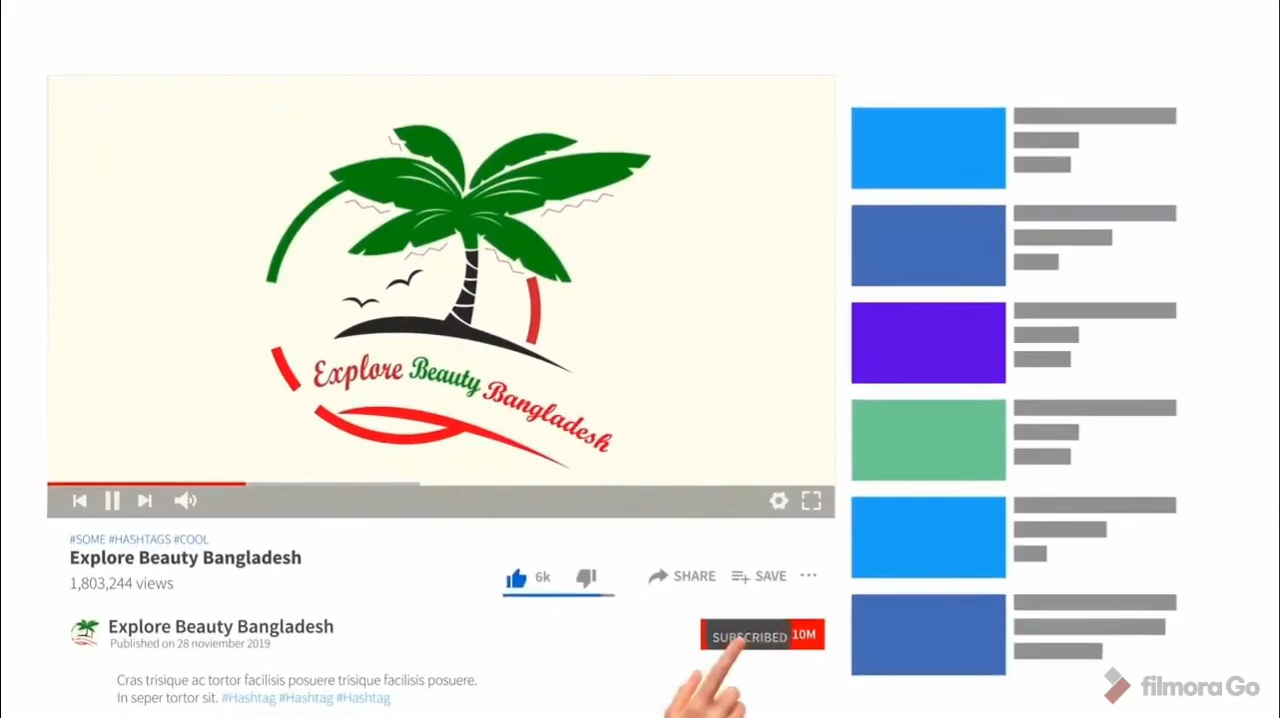 Explore Beauty Bangladesh
#SOME #HASHTAGS #COOL
Explore Beauty Bangladesh
1,803,244 views
6k
SHARE
SAVE
Explore Beauty Bangladesh
Published on 28 november 2019
SUBSCRIBED 10M
Cras trisique ac tortor facilisis posuere trisique facilisis posuere.
In seper tortor sit. #Hashtag #Hashtag #Hashtag
filmora Go